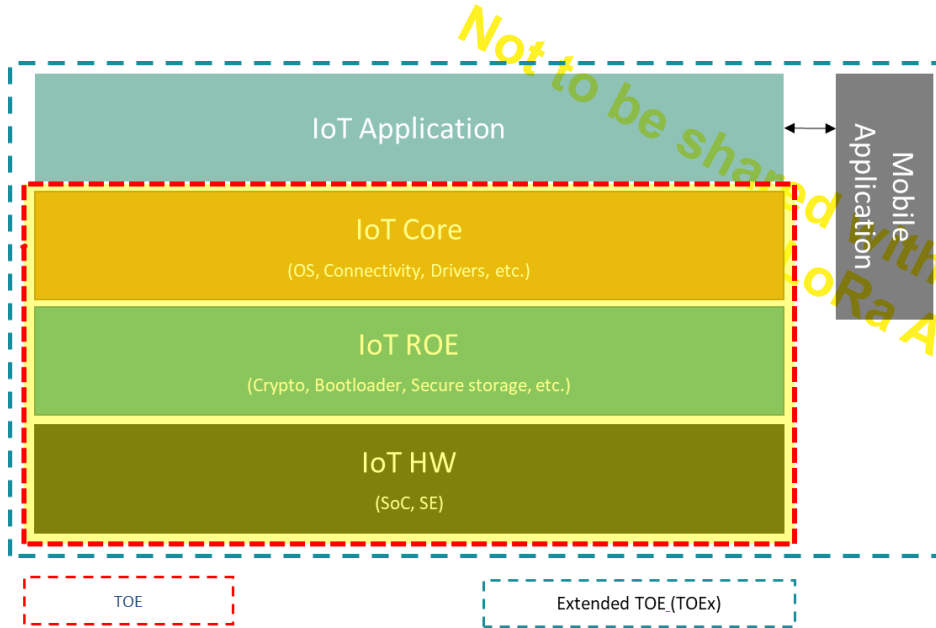 Not to be shared with
LoRa A
IoT Application
Mobile
Application
IoT Core
(OS, Connectivity, Drivers, etc.)
IoT ROE
(Crypto, Bootloader, Secure storage, etc.)
IoT HW
(SoC, SE)
TOE
Extended TOE (TOEx)